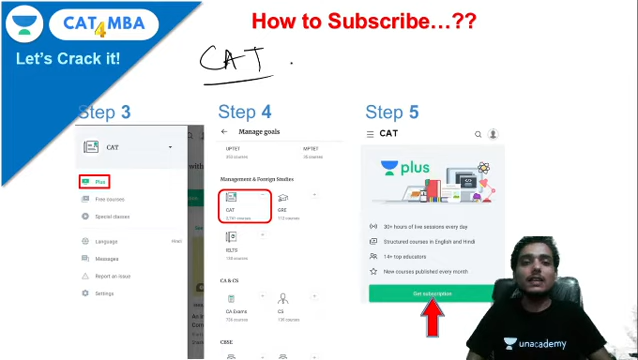 CAT4MBA
Let's Crack it!
How to Subscribe...??
CAT
Step 3
Step 4
Step 5
CAT
Plus
Free courses
Special classes
Language
Hindi
Messages
Report an issue
Settings
Manage goals
UPTET
MPTET
Management & Foreign Studies
CAT
GRE
IELTS
CA & CS
CA Exams
CS
CBSE
CAT
plus
30+ hours of live sessions every day
Structured courses in English and Hindi
14+ top educators
New courses published every month
Get subscription
unacademy